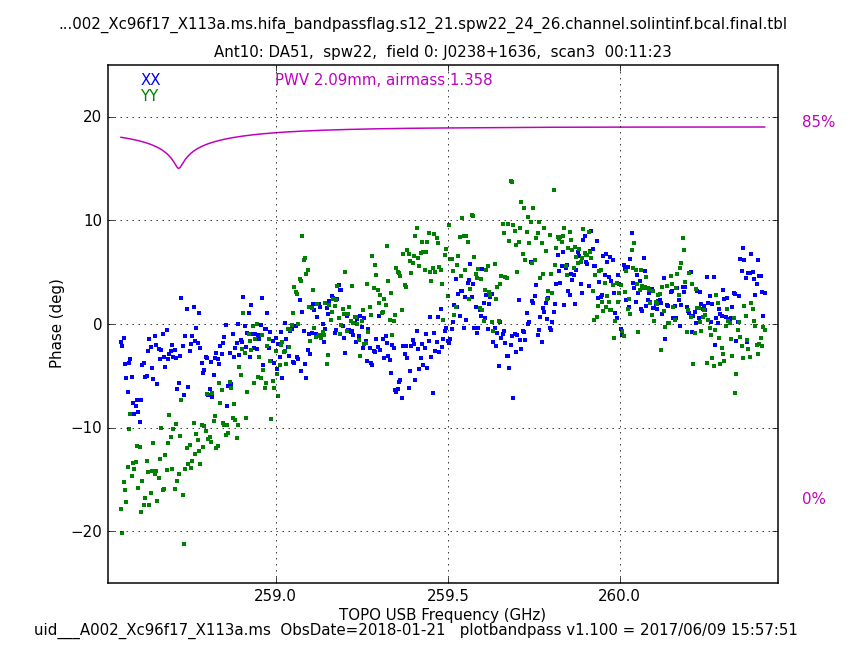 ...002_Xc96f17_X113a.ms.hifa_bandpassflag.s12_21.spw22_24_26.channel.solintinf.bcal.final.tbl
Ant10: DA51,  spw22,  field 0: J0238+1636,  scan3  00:11:23
XX
PWV 2.09mm, airmass 1.358
YY
85%
20
10
0
−10
−20
0%
Phase (deg)
259.0
259.5
260.0
TOPO USB Frequency (GHz)
uid___A002_Xc96f17_X113a.ms  ObsDate=2018-01-21   plotbandpass v1.100 = 2017/06/09 15:57:51